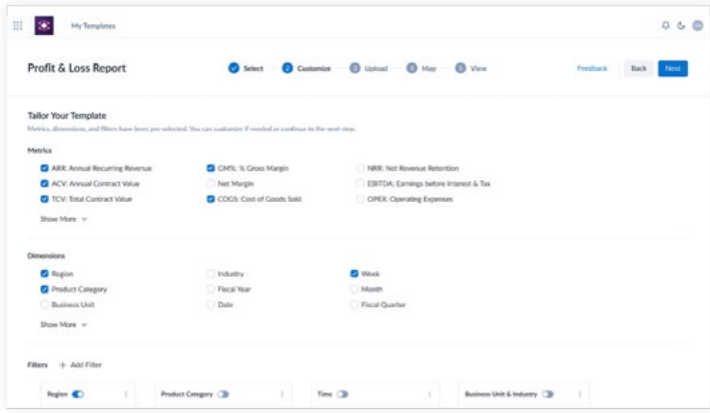 My Templates
Profit & Loss Report
Select
2 Customize
3 Upload
4 Map
5 View
Feedback
Back
Next
Tailor Your Template
Metrics, dimensions, and filters have been pre-selected. You can customize if needed or continue to the next step.
Metrics
ARR: Annual Recurring Revenue
GM%: % Gross Margin
NRR: Net Revenue Retention
ACV: Annual Contract Value
Net Margin
EBITDA: Earnings before Interest & Tax
TCV: Total Contract Value
COGS: Cost of Goods Sold
OPEX: Operating Expenses
Show More
Dimensions
Region
Industry
Week
Product Category
Fiscal Year
Month
Business Unit
Date
Fiscal Quarter
Show More
Filters
+ Add Filter
Region
Product Category
Time
Business Unit & Industry